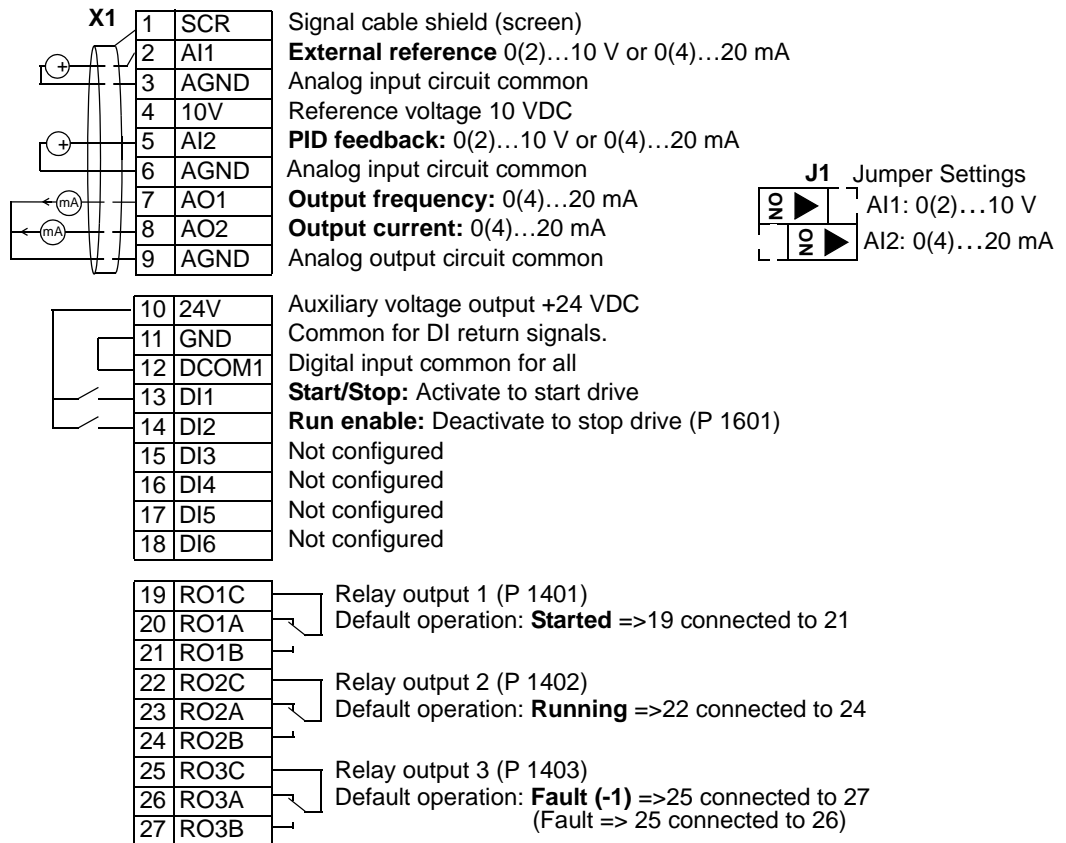 X1
1 SCR Signal cable shield (screen)
2 AI1 External reference 0(2)…10 V or 0(4)…20 mA
3 AGND Analog input circuit common
4 10V Reference voltage 10 VDC
5 AI2 PID feedback: 0(2)…10 V or 0(4)…20 mA
6 AGND Analog input circuit common
7 AO1 Output frequency: 0(4)…20 mA
8 AO2 Output current: 0(4)…20 mA
9 AGND Analog output circuit common
+
+
mA
mA
J1 Jumper Settings
ON AI1: 0(2)…10 V
ON AI2: 0(4)…20 mA
10 24V Auxiliary voltage output +24 VDC
11 GND Common for DI return signals.
12 DCOM1 Digital input common for all
13 DI1 Start/Stop: Activate to start drive
14 DI2 Run enable: Deactivate to stop drive (P 1601)
15 DI3 Not configured
16 DI4 Not configured
17 DI5 Not configured
18 DI6 Not configured
19 RO1C Relay output 1 (P 1401)
20 RO1A Default operation: Started =>19 connected to 21
21 RO1B
22 RO2C Relay output 2 (P 1402)
23 RO2A Default operation: Running =>22 connected to 24
24 RO2B
25 RO3C Relay output 3 (P 1403)
26 RO3A Default operation: Fault (-1) =>25 connected to 27
27 RO3B (Fault => 25 connected to 26)